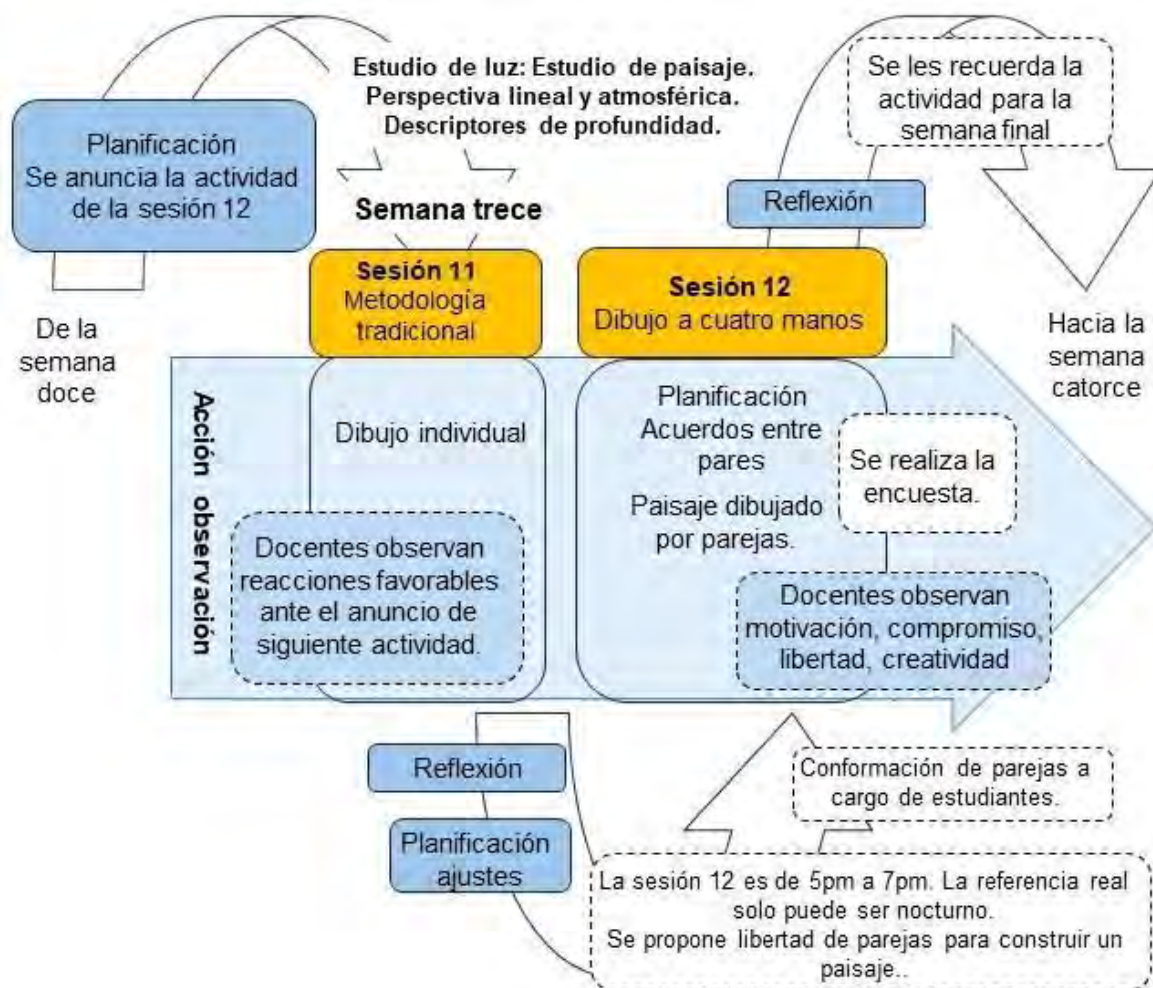 Estudio de luz: Estudio de paisaje.
Perspectiva lineal y atmosférica.
Descriptores de profundidad.
Se les recuerda la
actividad para la
semana final
Planificación
Se anuncia la actividad
de la sesión 12
Semana trece
Reflexión
Sesión 11
Metodología
tradicional
Sesión 12
Dibujo a cuatro manos
De la
semana
doce
Hacia la
semana
catorce
Acción observación
Dibujo individual
Docentes observan
reacciones favorables
ante el anuncio de
siguiente actividad.
Planificación
Acuerdos entre
pares
Paisaje dibujado
por parejas.
Se realiza la
encuesta.
Docentes observan
motivación, compromiso,
libertad, creatividad
Reflexión
Planificación
ajustes
Conformación de parejas a
cargo de estudiantes.
La sesión 12 es de 5pm a 7pm. La referencia real
solo puede ser nocturno.
Se propone libertad de parejas para construir un
paisaje..